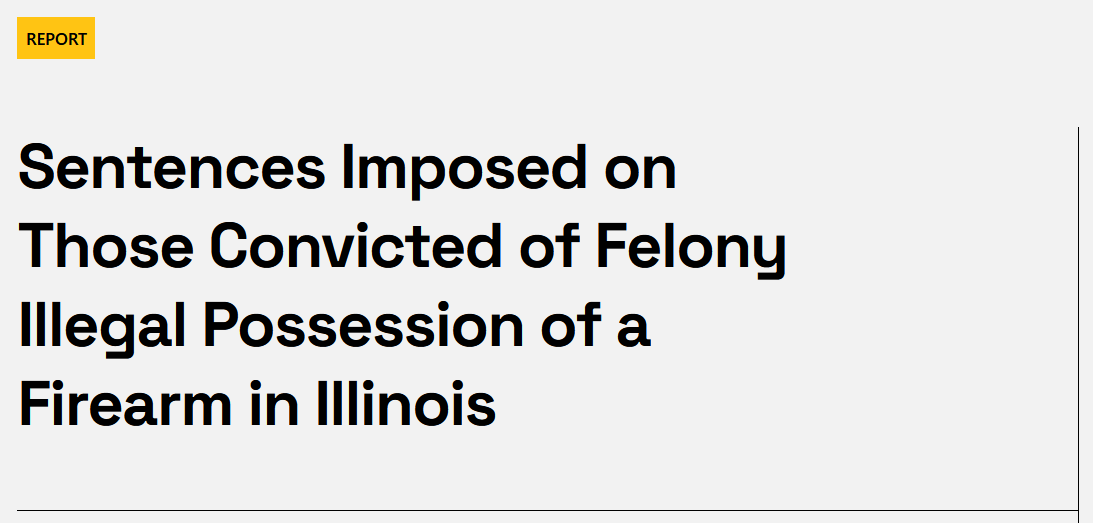 REPORT
Sentences Imposed on
Those Convicted of Felony
Illegal Possession of a
Firearm in Illinois